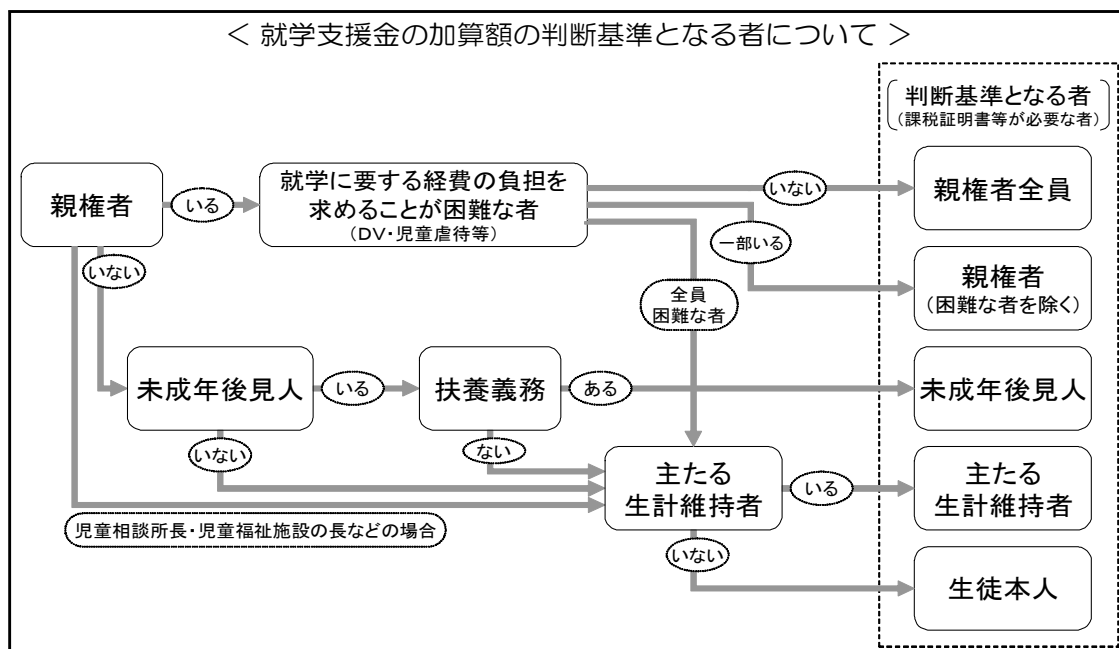 ＜ 就学支援金の加算額の判断基準となる者について ＞
判断基準となる者
（課税証明書等が必要な者）
親権者
いる
就学に要する経費の負担を
求めることが困難な者
（DV・児童虐待等）
いない
親権者全員
一部いる
親権者
（困難な者を除く）
全員
困難な者
いない
未成年後見人
いる
扶養義務
ある
未成年後見人
いない
ない
主たる
生計維持者
いる
主たる
生計維持者
児童相談所長・児童福祉施設の長などの場合
いない
生徒本人